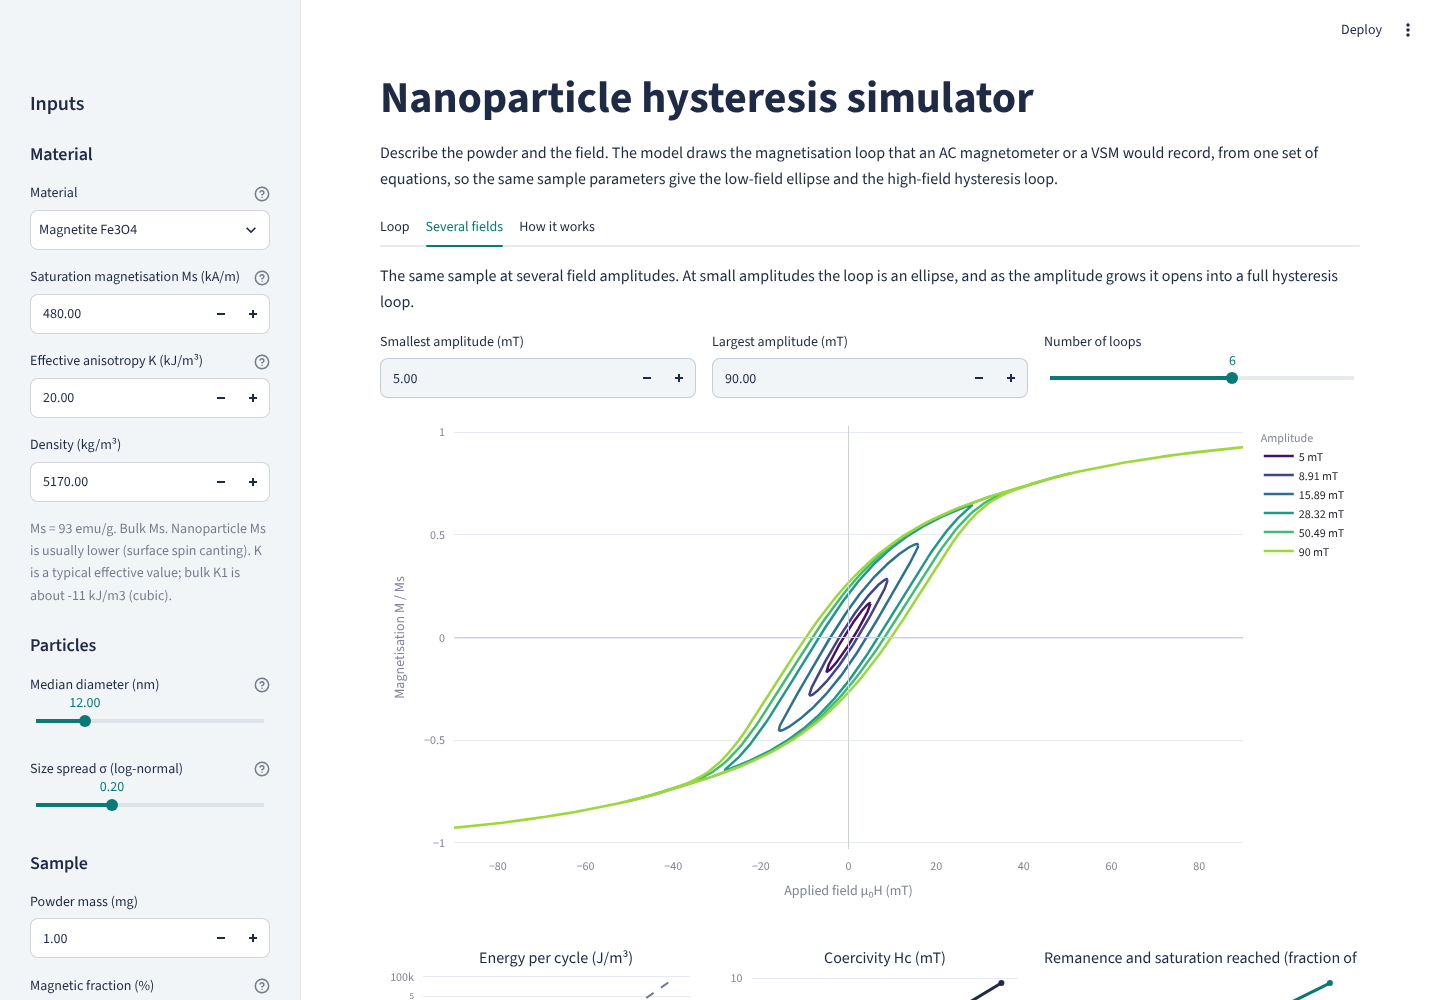 Deploy
Inputs
Material
Material
Magnetite Fe3O4
Saturation magnetisation Ms (kA/m)
480.00
Effective anisotropy K (kJ/m³)
20.00
Density (kg/m³)
5170.00
Ms = 93 emu/g. Bulk Ms. Nanoparticle Ms
is usually lower (surface spin canting). K
is a typical effective value; bulk K1 is
about -11 kJ/m3 (cubic).
Particles
Median diameter (nm)
12.00
Size spread σ (log-normal)
0.20
Sample
Powder mass (mg)
1.00
Magnetic fraction (%)
Nanoparticle hysteresis simulator
Describe the powder and the field. The model draws the magnetisation loop that an AC magnetometer or a VSM would record, from one set of
equations, so the same sample parameters give the low-field ellipse and the high-field hysteresis loop.
Loop Several fields How it works
The same sample at several field amplitudes. At small amplitudes the loop is an ellipse, and as the amplitude grows it opens into a full hysteresis
loop.
Smallest amplitude (mT) Largest amplitude (mT) Number of loops
6
5.00 90.00
Amplitude
5 mT
8.91 mT
15.89 mT
28.32 mT
50.49 mT
90 mT
Magnetisation M / Ms
1
0.5
0
−0.5
−1
−80 −60 −40 −20 0 20 40 60 80
Applied field μ₀H (mT)
Energy per cycle (J/m³) Coercivity Hc (mT) Remanence and saturation reached (fraction of
100k 10
5